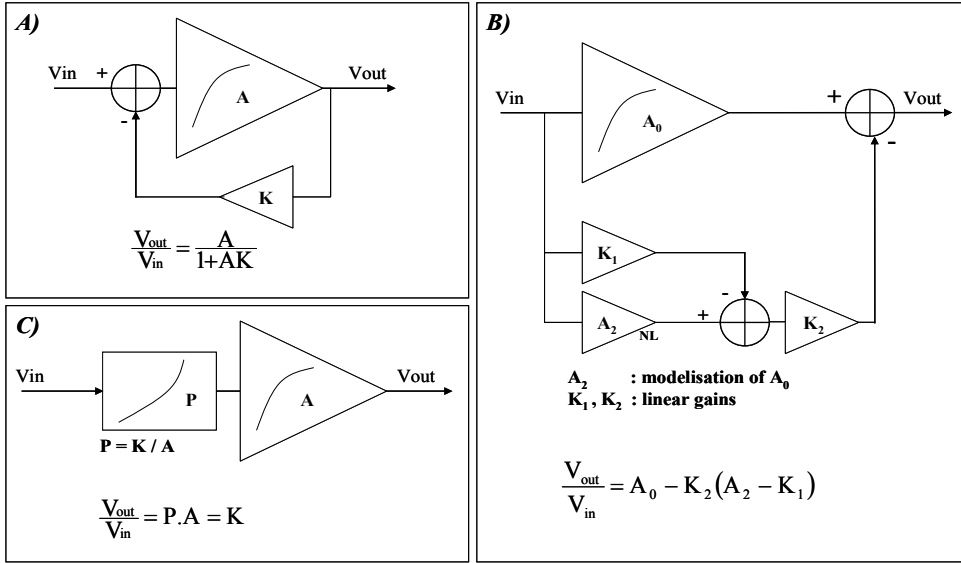 A)
Vin
+
-
A
Vout
K
Vout/Vin = A/(1+AK)
B)
Vin
A0
+
-
Vout
K1
-
A2
NL
+
K2
A2 : modelisation of A0
K1 , K2 : linear gains
Vout/Vin = A0 − K2(A2 − K1)
C)
Vin
P
A
Vout
P = K / A
Vout/Vin = P.A = K